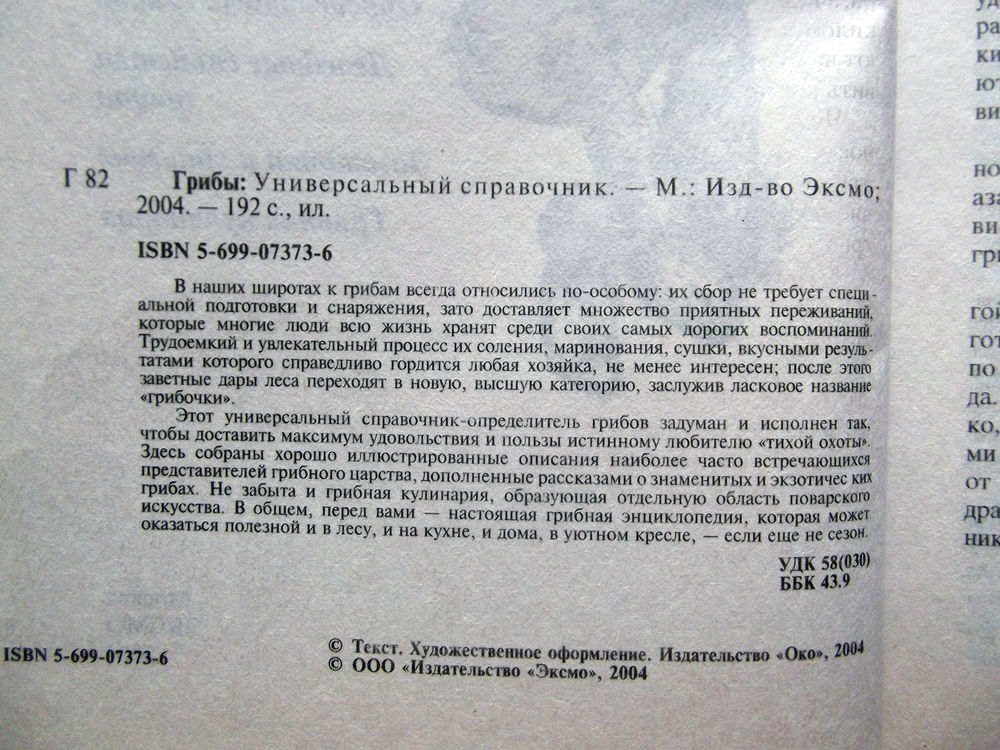 Г 82 Грибы: Универсальный справочник. — М.: Изд-во Эксмо;
2004. — 192 с., ил.
ISBN 5-699-07373-6
В наших широтах к грибам всегда относились по-особому: их сбор не требует специ-
альной подготовки и снаряжения, зато доставляет множество приятных переживаний,
которые многие люди всю жизнь хранят среди своих самых дорогих воспоминаний.
Трудоемкий и увлекательный процесс их соления, маринования, сушки, вкусными резуль-
татами которого справедливо гордится любая хозяйка, не менее интересен; после этого
заветные дары леса переходят в новую, высшую категорию, заслужив ласковое название
«грибочки».
Этот универсальный справочник-определитель грибов задуман и исполнен так,
чтобы доставить максимум удовольствия и пользы истинному любителю «тихой охоты».
Здесь собраны хорошо иллюстрированные описания наиболее часто встречающихся
представителей грибного царства, дополненные рассказами о знаменитых и экзотичес ких
грибах. Не забыта и грибная кулинария, образующая отдельную область поварского
искусства. В общем, перед вами — настоящая грибная энциклопедия, которая может
оказаться полезной и в лесу, и на кухне, и дома, в уютном кресле, — если еще не сезон.
УДК 58(030)
ББК 43.9
© Текст. Художественное оформление. Издательство «Око», 2004
ISBN 5-699-07373-6 © ООО «Издательство «Эксмо», 2004